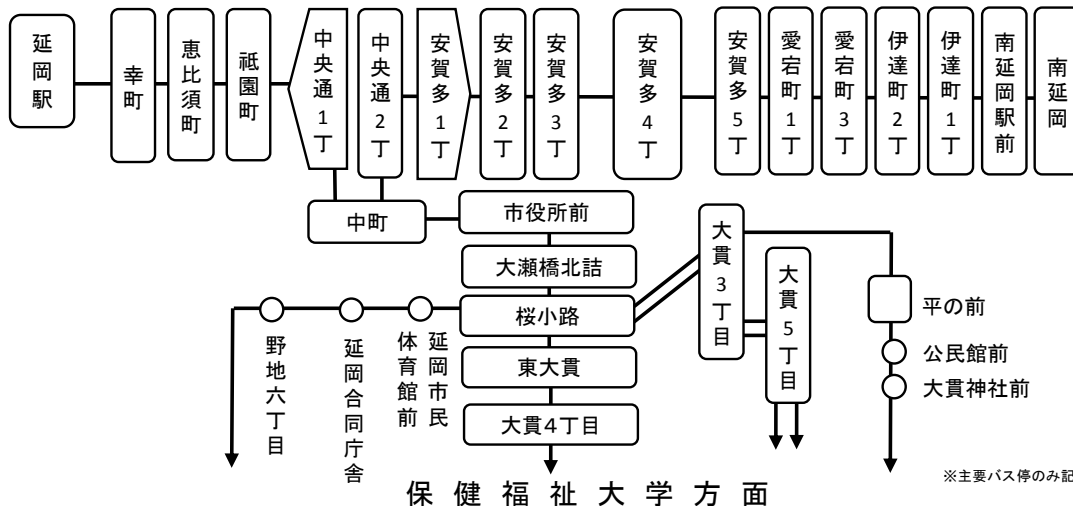 延岡駅
幸町
恵比須町
祗園町
中央通1丁
中央通2丁
安賀多1丁
安賀多2丁
安賀多3丁
安賀多4丁
安賀多5丁
愛宕町1丁
愛宕町3丁
伊達町2丁
伊達町1丁
南延岡駅前
南延岡
中町
市役所前
大瀬橋北詰
桜小路
東大貫
大貫4丁目
大貫3丁目
大貫5丁目
平の前
公民館前
大貫神社前
延岡市民
体育館前
延岡合同庁舎
野地六丁目
保健福祉大学方面
※主要バス停のみ記